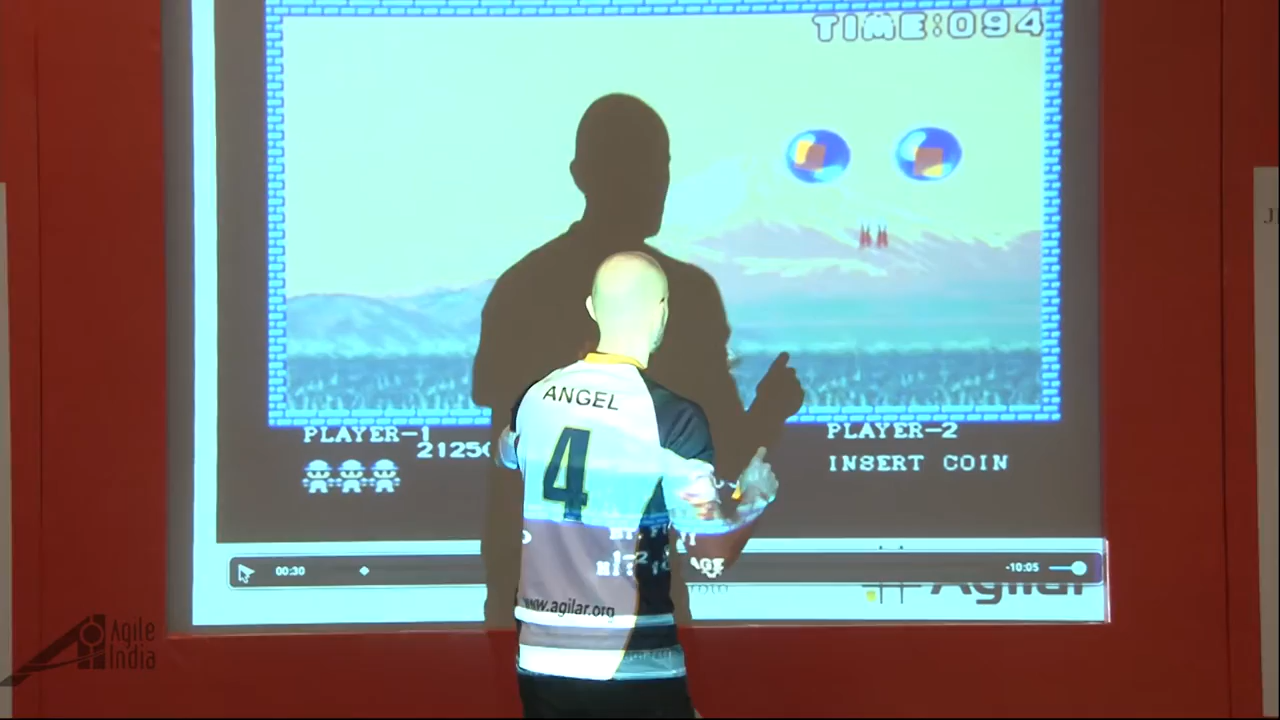 TIME:094
PLAYER-1
PLAYER-2
INSERT COIN
00:30
-10:05
Agilar
ANGEL
4
www.agilar.org
Agile
India
J